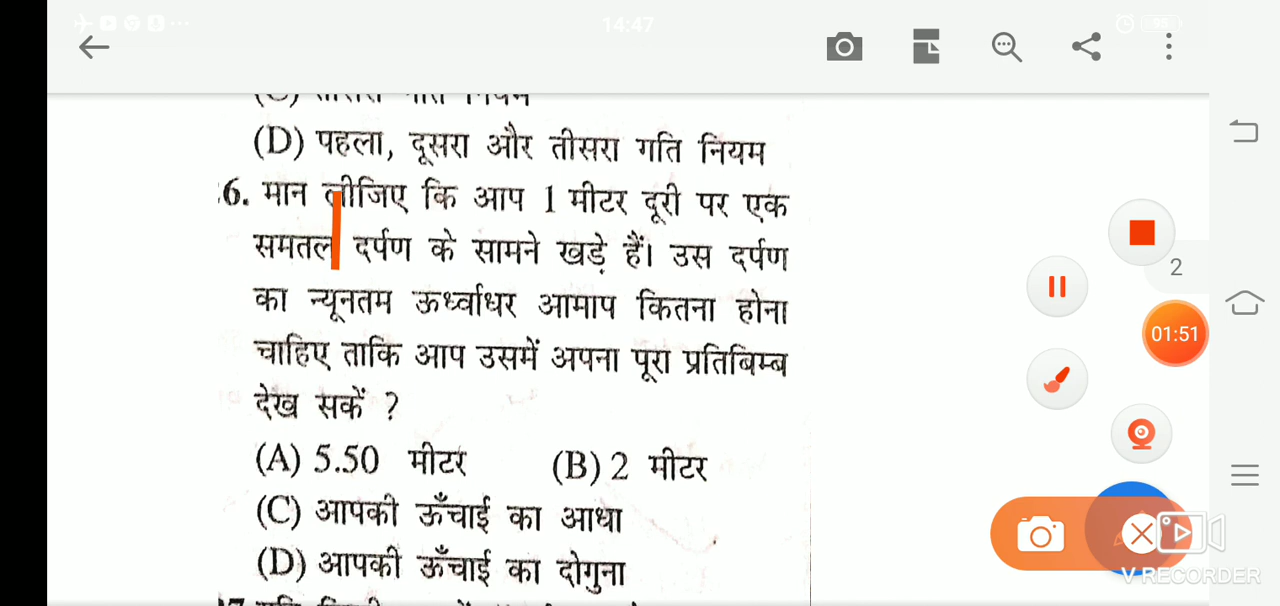 14:47
95
(D) पहला, दूसरा और तीसरा गति नियम
6. मान लीजिए कि आप 1 मीटर दूरी पर एक
समतल दर्पण के सामने खड़े हैं। उस दर्पण
का न्यूनतम ऊर्ध्वाधर आमाप कितना होना
चाहिए ताकि आप उसमें अपना पूरा प्रतिबिम्ब
देख सकें ?
(A) 5.50 मीटर (B) 2 मीटर
(C) आपकी ऊँचाई का आधा
(D) आपकी ऊँचाई का दोगुना
2
01:51
V RECORDER